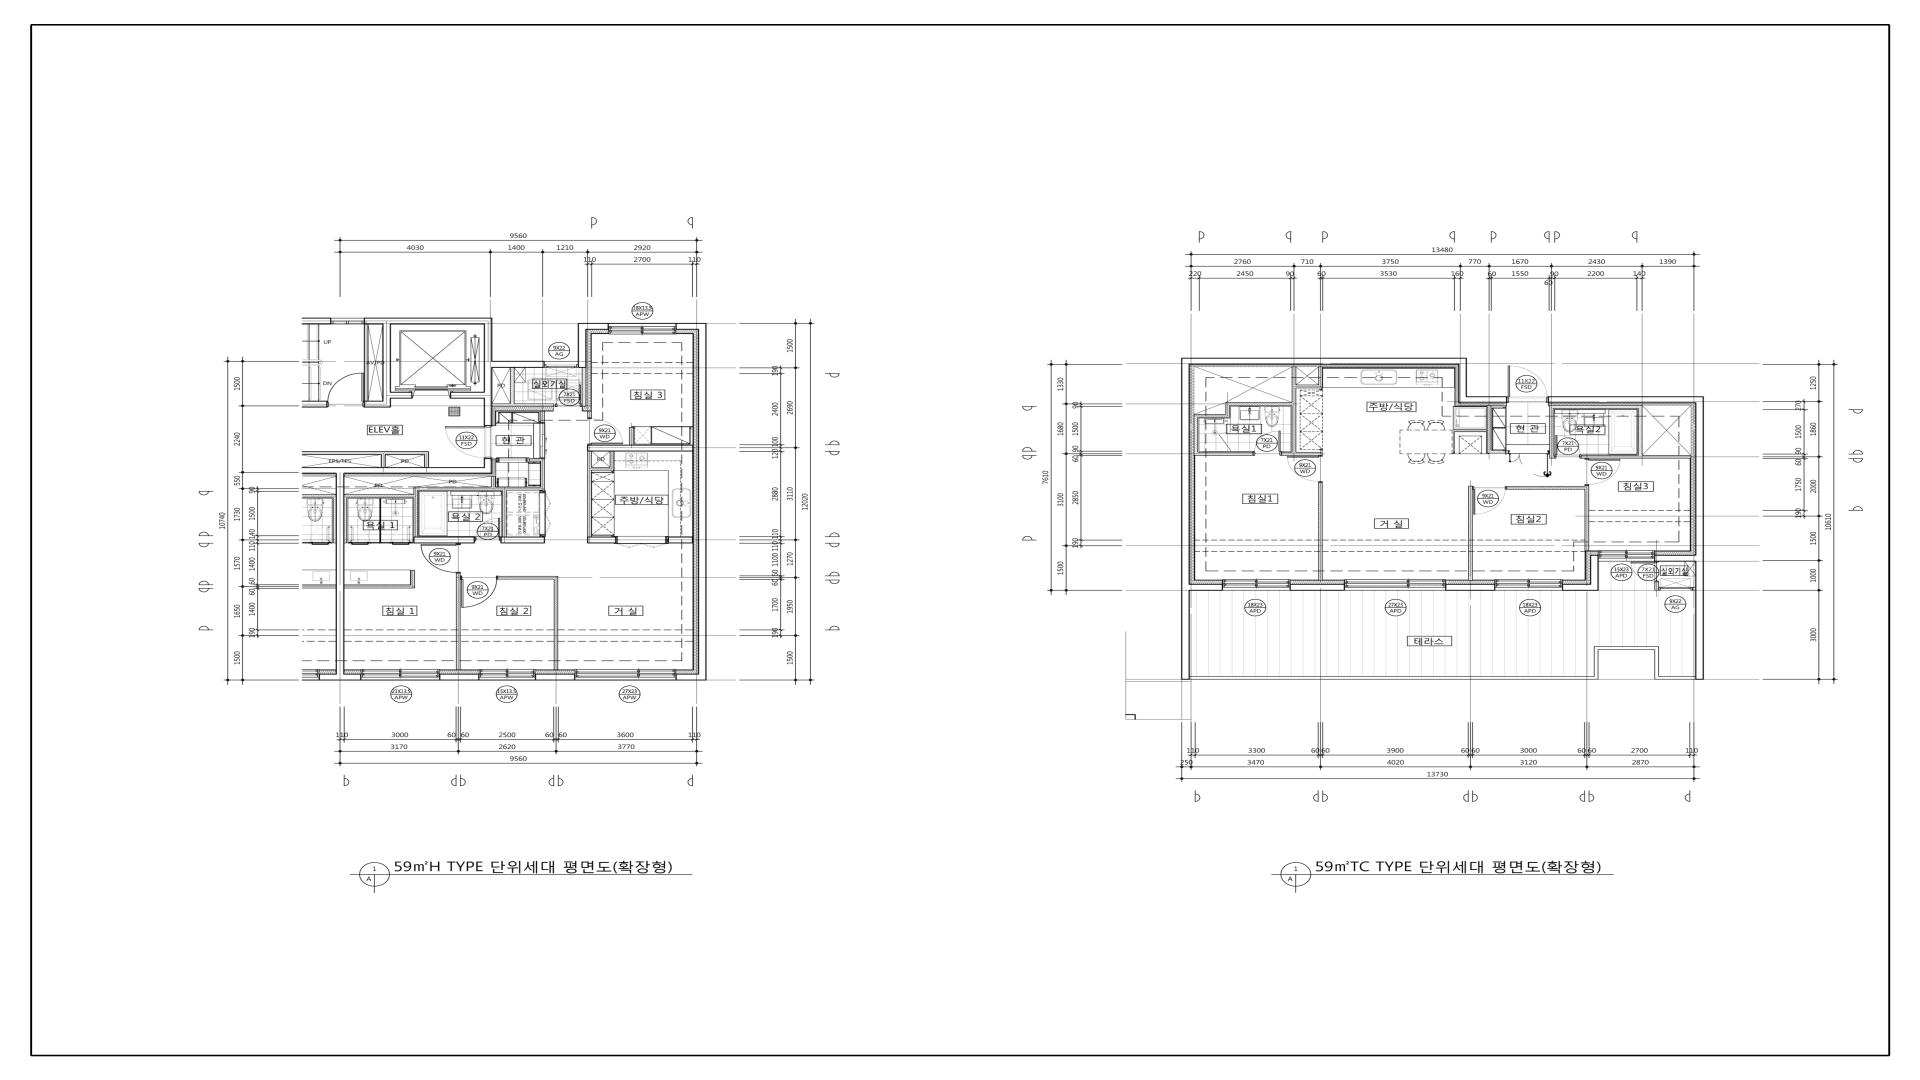 9560
4030 1400 1210 2920
110 2700 110
18X13.5
APW
9X22
AG
UP
DN
PD
실외기실
침실 3
ELEV홀
11X22
FSD
현 관
9X21
WD
EPS/TPS
PD
주방/식당
욕실 1
욕실 2
7X21
PD
9X21
WD
9X21
WD
침실 1
침실 2
거 실
21X13.5
APW
15X13.5
APW
27X23
APW
10740
1500
2240
550
1730
1570
1650
1500
1500
1400
1400
12020
1500
2690
3110
1270
1950
1500
2400
2880
1100
1700
110 3000 60 60 2500 60 60 3600 110
3170 2620 3770
9560
1
A
59㎡H TYPE 단위세대 평면도(확장형)
13480
2760 710 3750 770 1670 2430 1390
220 2450 90 60 3530 160 60 1550 90 2200 140
60
11X22
FSD
주방/식당
현 관
욕실1
욕실2
7X21
PD
7X21
PD
9X21
WD
9X21
WD
9X21
WD
침실1
거 실
침실2
침실3
실외기실
15X23
APD
7X21
FSD
18X23
APD
27X23
APD
18X23
APD
9X22
AG
테라스
7610
1330
1680
3100
1500
1500
2850
10610
1250
1860
2000
1500
1000
3000
1500
1750
110 3300 60 60 3900 60 60 3000 60 60 2700 110
250 3470 4020 3120 2870
13730
1
A
59㎡TC TYPE 단위세대 평면도(확장형)